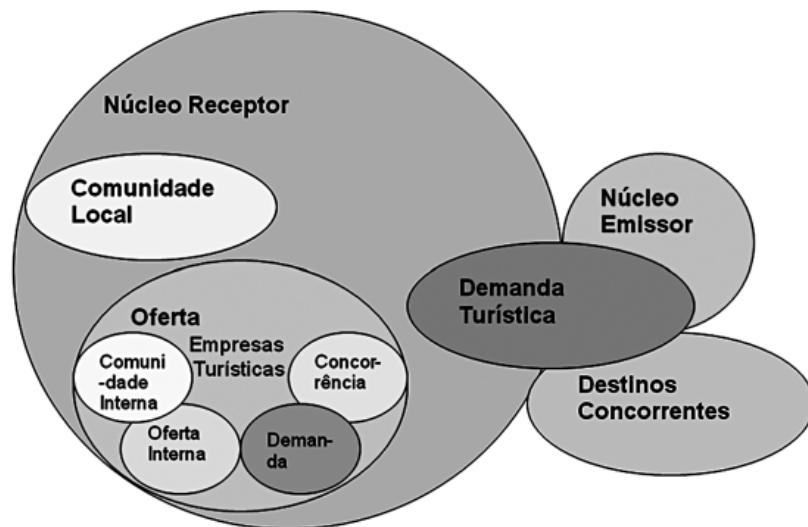 Núcleo Receptor
Comunidade
Local
Núcleo
Emissor
Demanda
Turística
Oferta
Empresas
Turísticas
Comuni
-dade
Interna
Concor-
rência
Oferta
Interna
Deman-
da
Destinos
Concorrentes